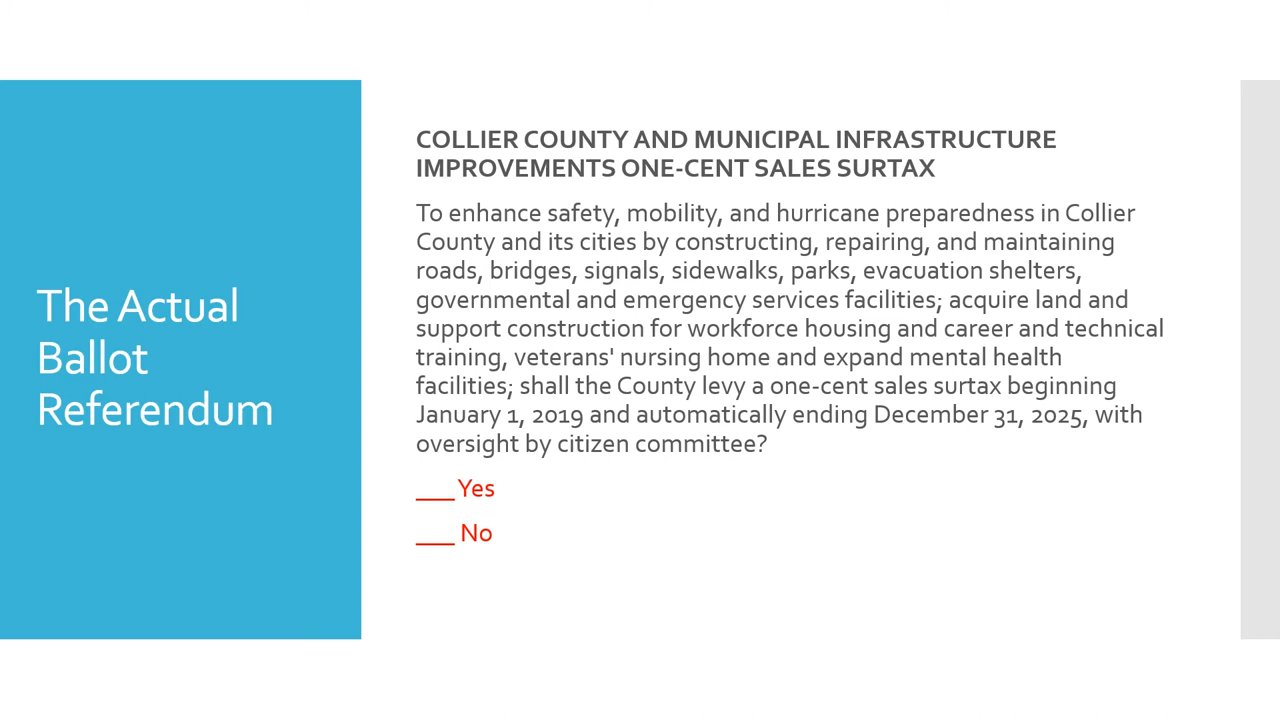 The Actual
Ballot
Referendum
COLLIER COUNTY AND MUNICIPAL INFRASTRUCTURE
IMPROVEMENTS ONE-CENT SALES SURTAX
To enhance safety, mobility, and hurricane preparedness in Collier
County and its cities by constructing, repairing, and maintaining
roads, bridges, signals, sidewalks, parks, evacuation shelters,
governmental and emergency services facilities; acquire land and
support construction for workforce housing and career and technical
training, veterans' nursing home and expand mental health
facilities; shall the County levy a one-cent sales surtax beginning
January 1, 2019 and automatically ending December 31, 2025, with
oversight by citizen committee?
___ Yes
___ No